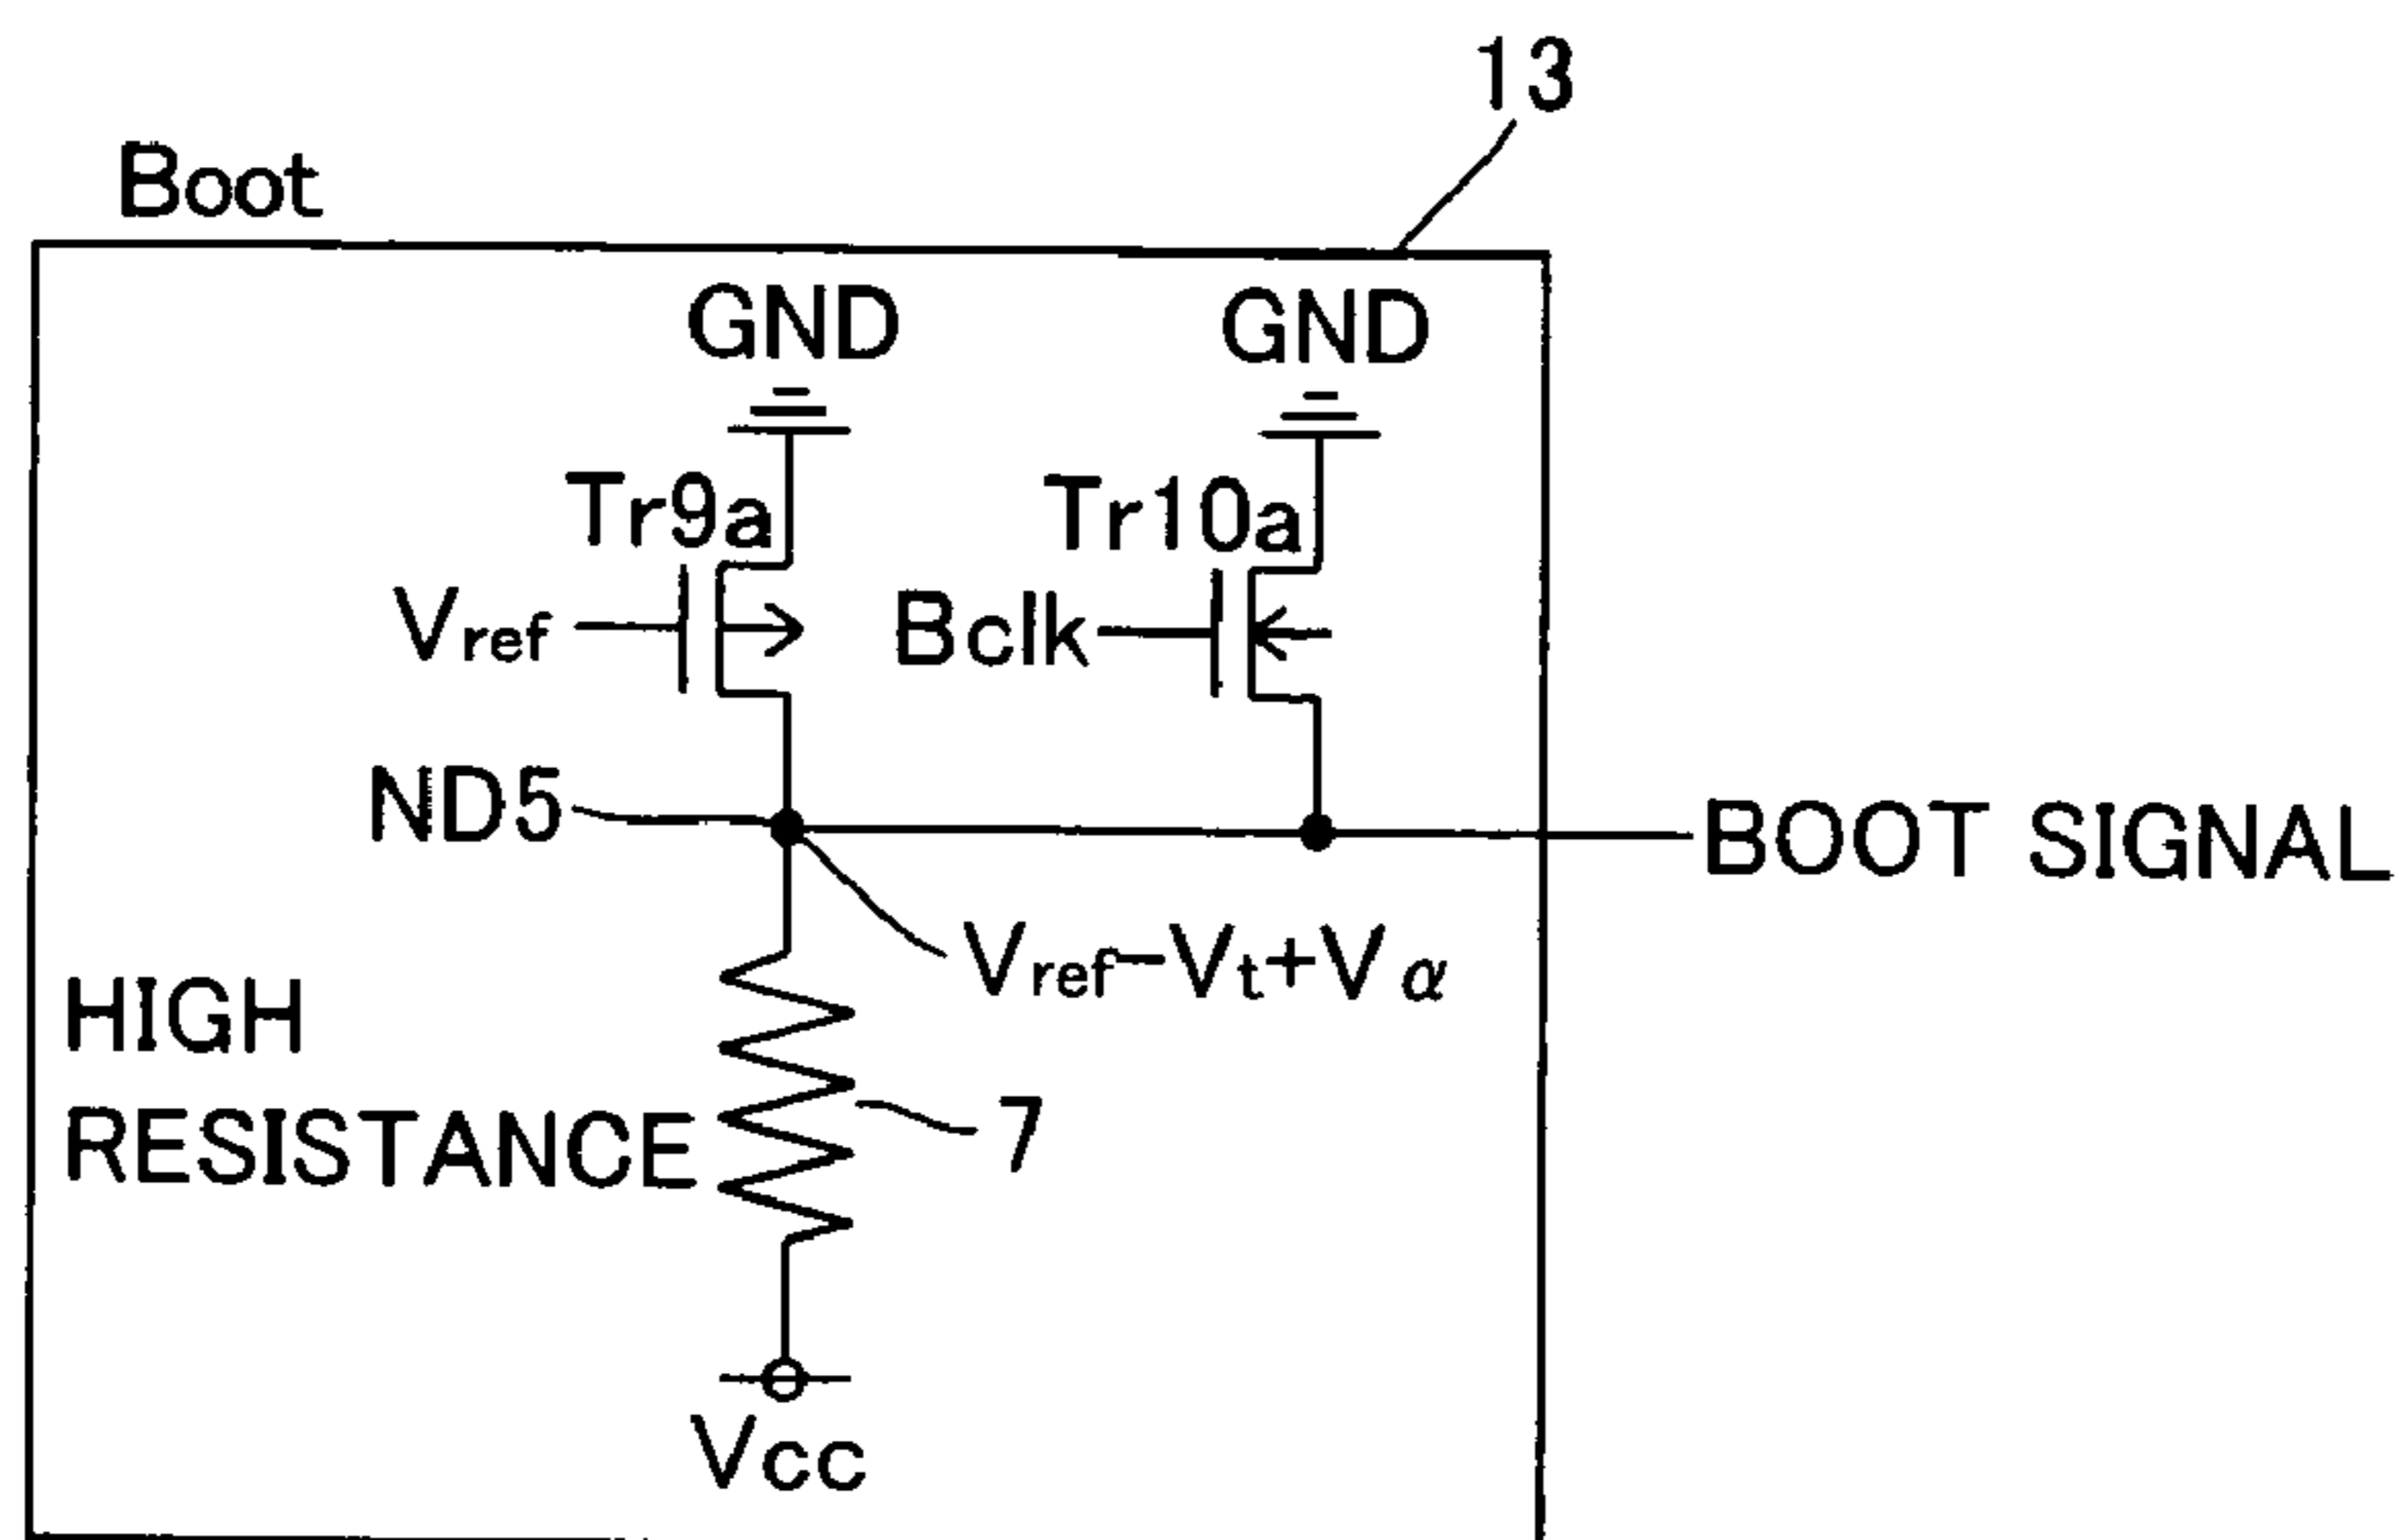 13
Boot
GND
GND
Tr9a
Tr10a
Vref
Bclk
ND5
BOOT SIGNAL
Vref-Vt+Vα
HIGH
RESISTANCE
7
Vcc